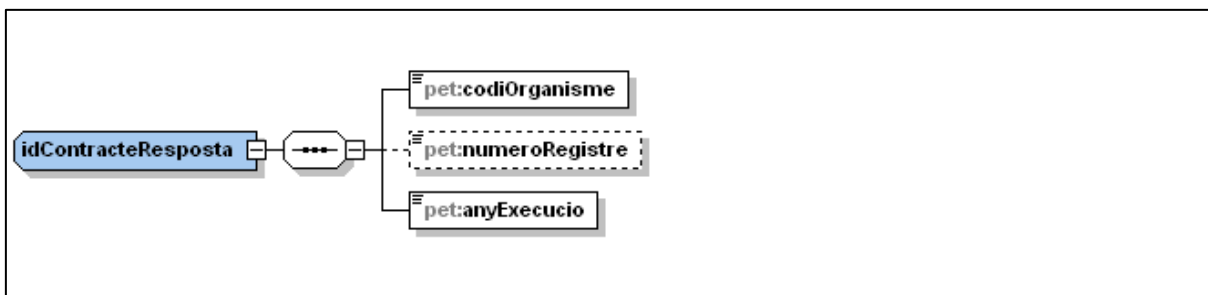 pet:codiOrganisme
idContracteResposta
pet:numeroRegistre
pet:anyExecucio